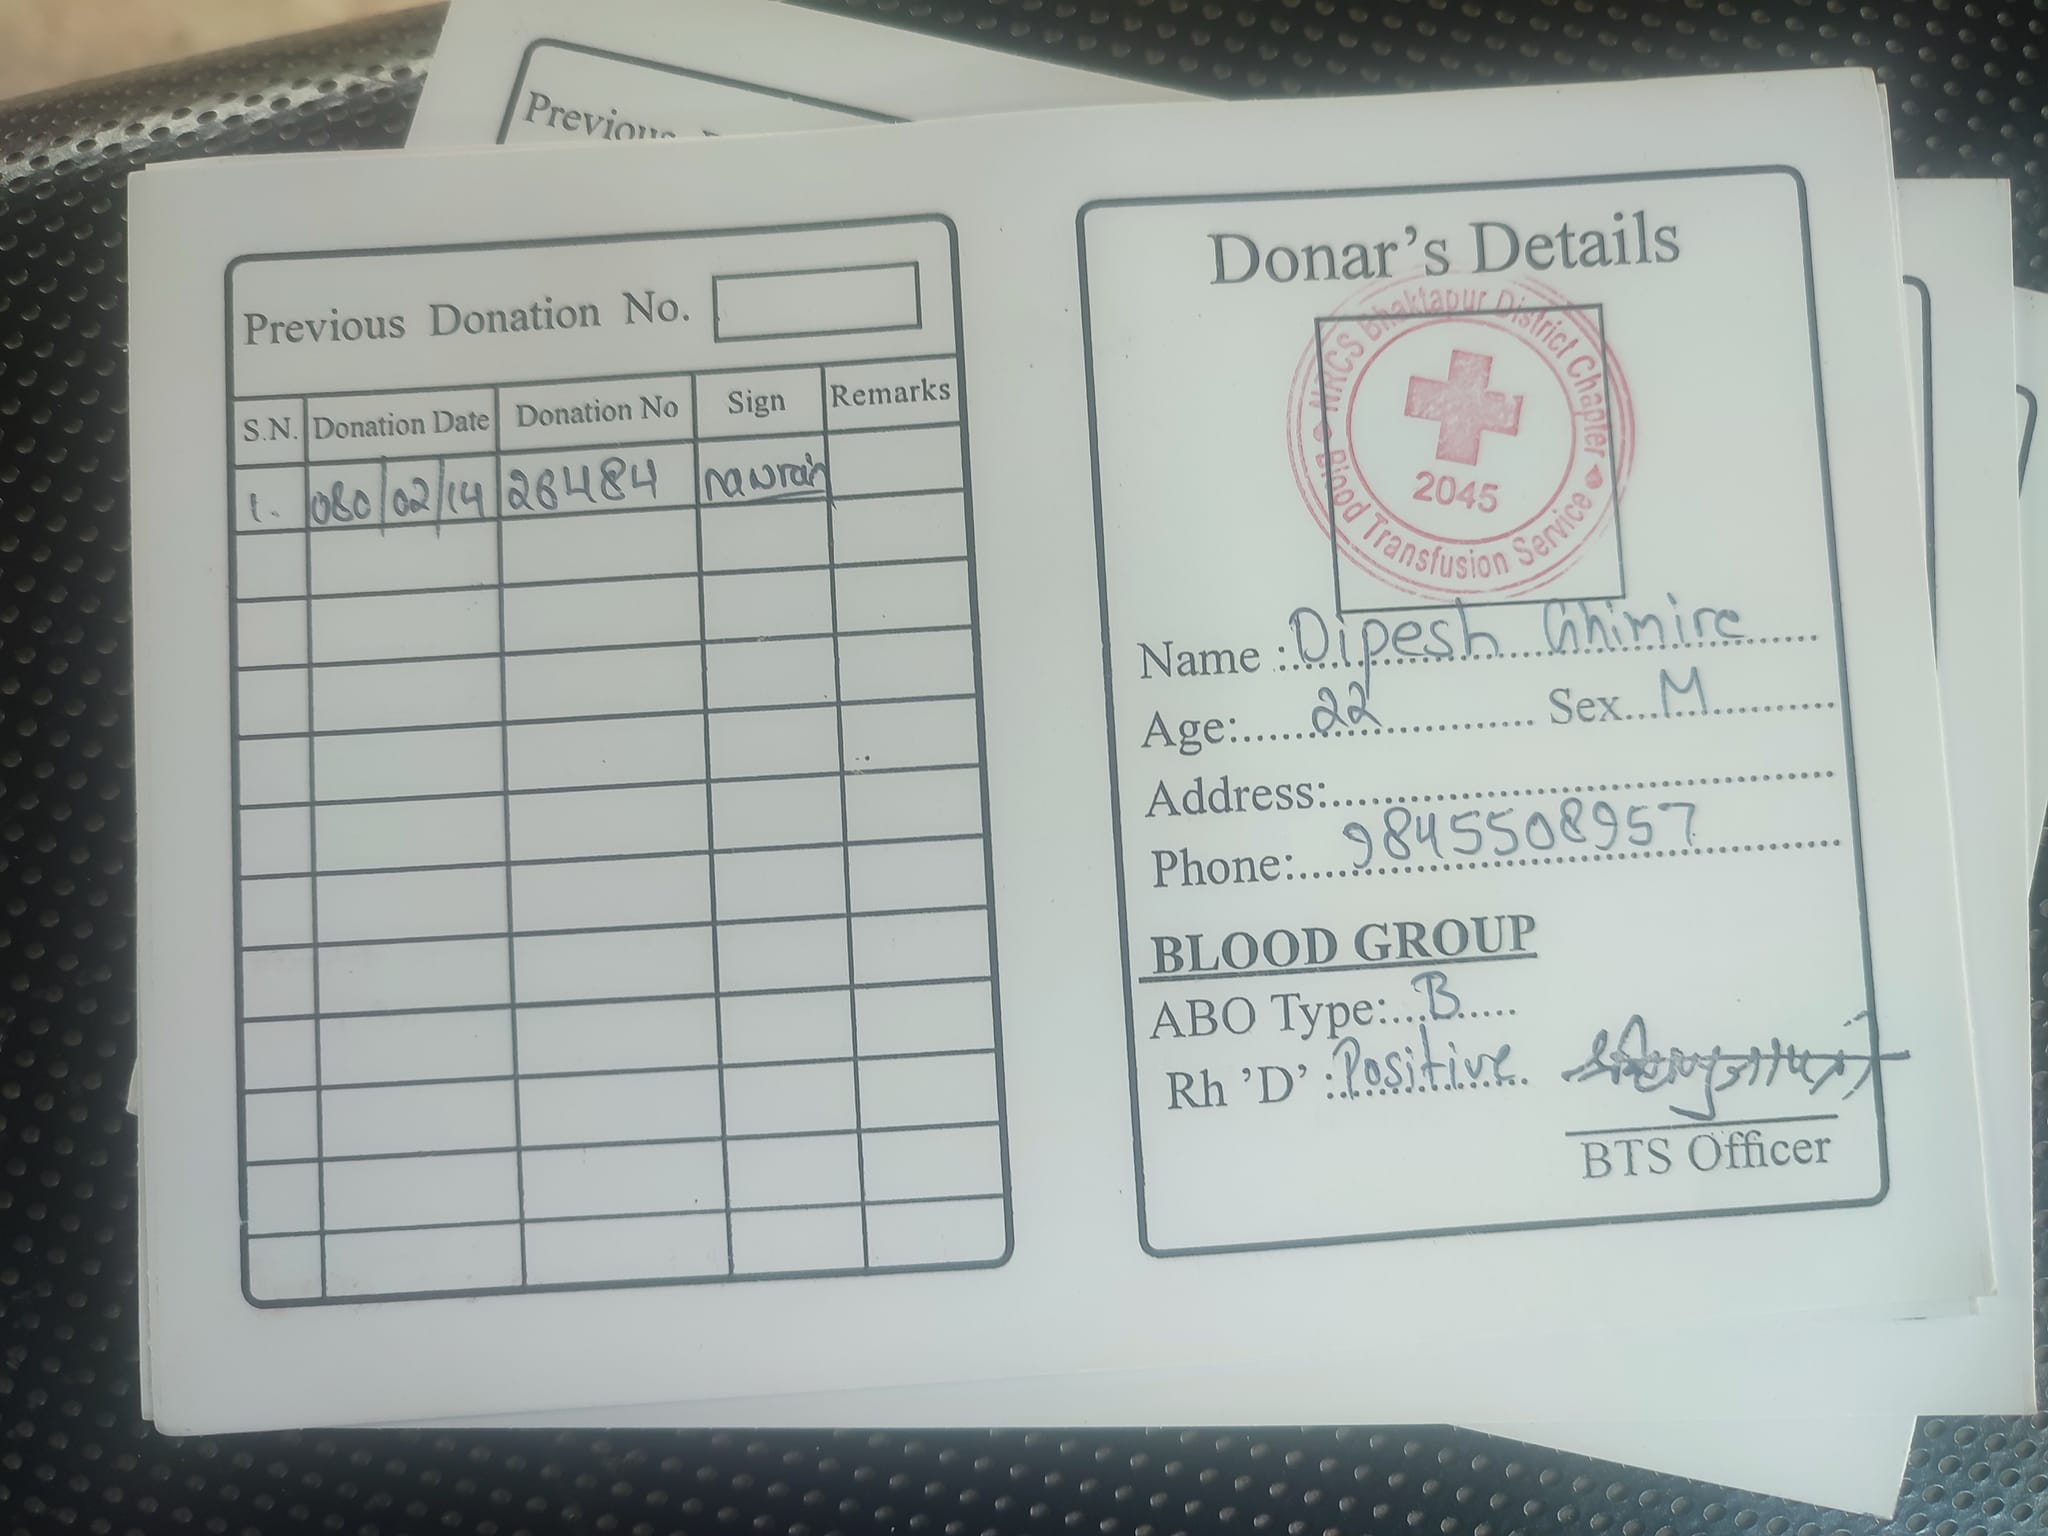 Previous
Previous Donation No.
S.N. Donation Date Donation No Sign Remarks
1. 080/02/14 26484 nawrain
Donar's Details
NRCS Bhaktapur District Chapter
2045
Blood Transfusion Service
Name : Dipesh Ghimire
Age: 22 Sex M
Address:
Phone: 9845508957
BLOOD GROUP
ABO Type: B
Rh 'D' : Positive
BTS Officer